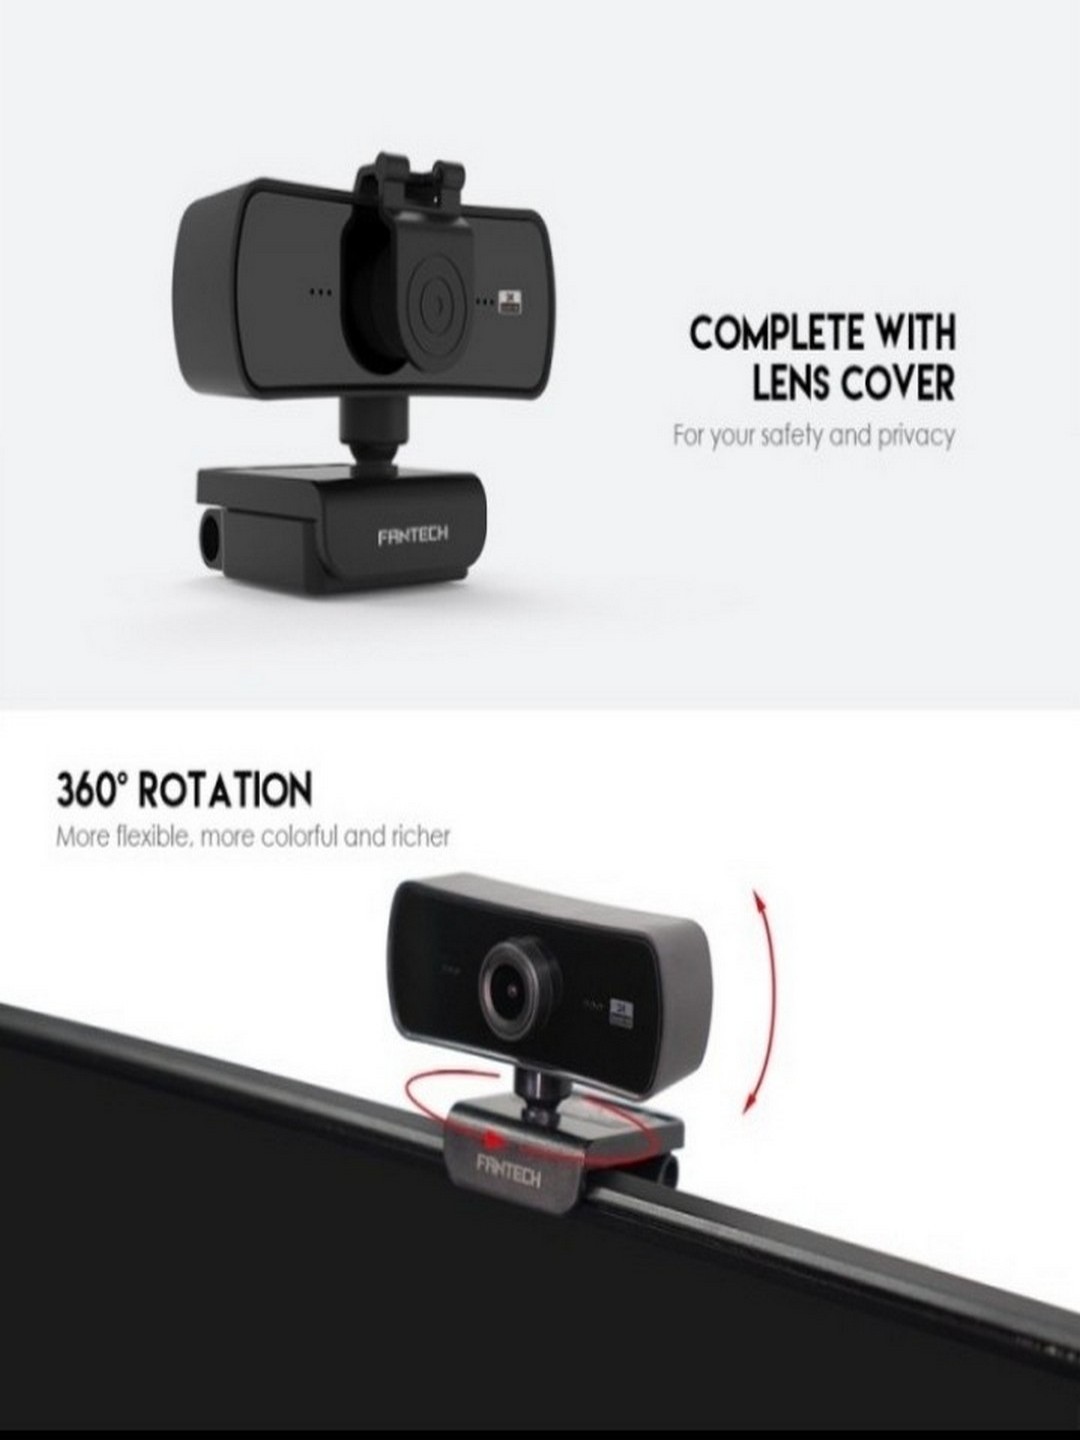 COMPLETE WITH
LENS COVER
For your safety and privacy
FANTECH
360° ROTATION
More flexible, more colorful and richer
FANTECH